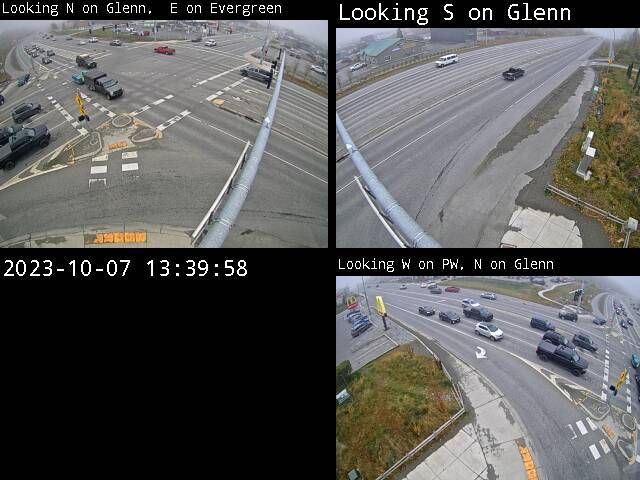 Looking N on Glenn,  E on Evergreen
Looking S on Glenn
2023-10-07 13:39:58
Looking W on PW, N on Glenn